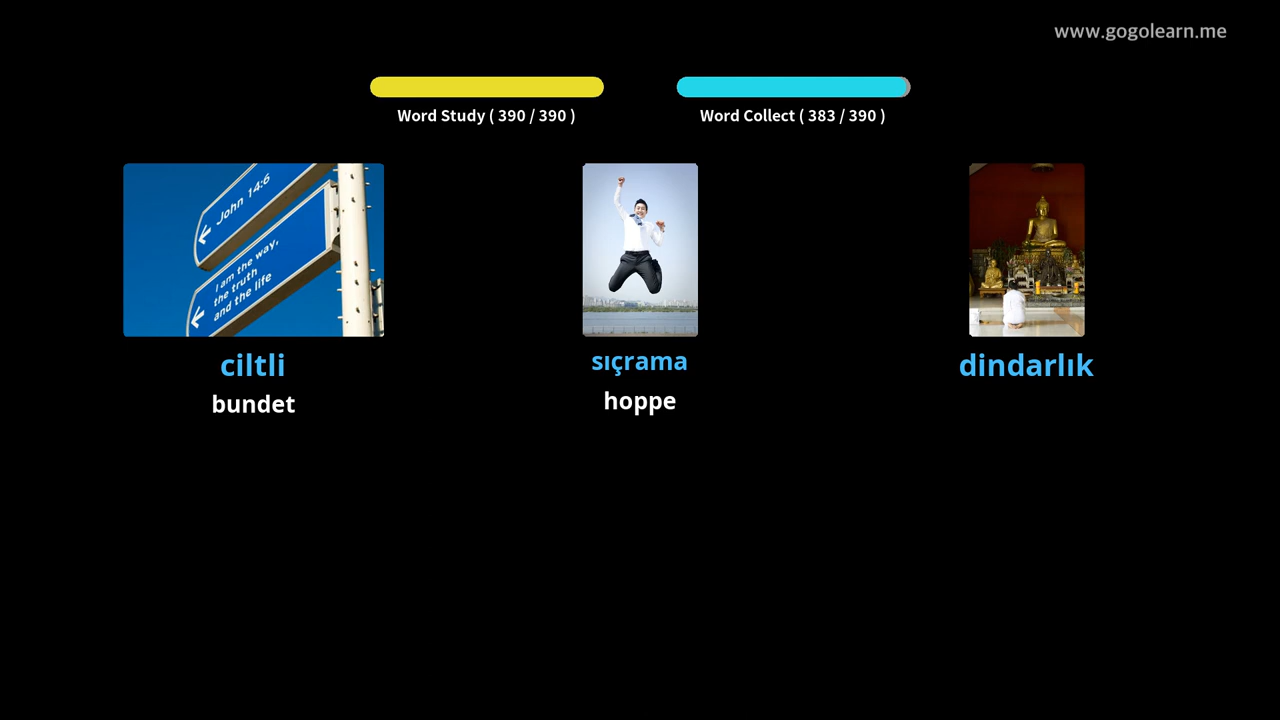 www.gogolearn.me
Word Study ( 390 / 390 )
Word Collect ( 383 / 390 )
John 14:6
I am the way,
the truth
and the life
ciltli
bundet
sıçrama
hoppe
dindarlık